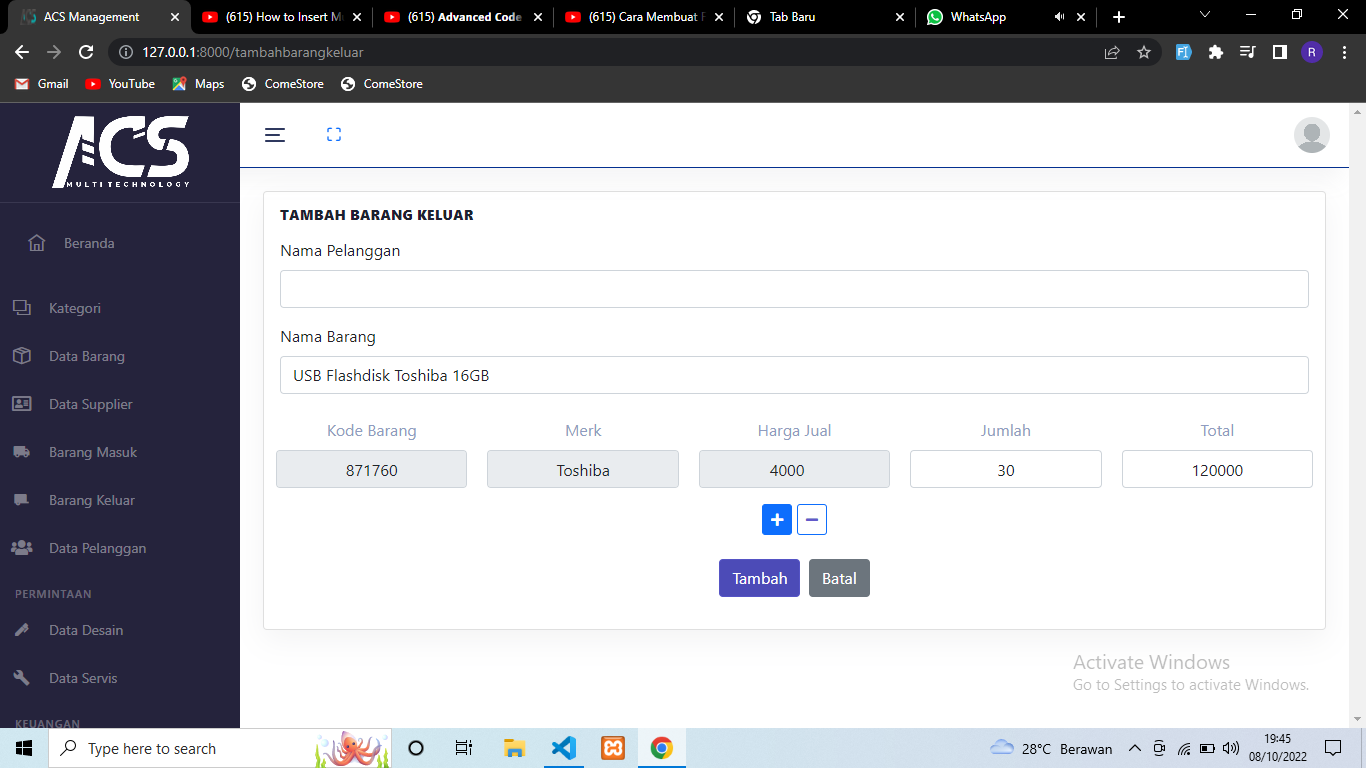 ACS Management
(615) How to Insert M
(615) Advanced Code
(615) Cara Membuat F
Tab Baru
WhatsApp
127.0.0.1:8000/tambahbarangkeluar
R
Gmail
YouTube
Maps
ComeStore
ComeStore
ACS
MULTITECHNOLOGY
Beranda
Kategori
Data Barang
Data Supplier
Barang Masuk
Barang Keluar
Data Pelanggan
PERMINTAAN
Data Desain
Data Servis
KEUANGAN
TAMBAH BARANG KELUAR
Nama Pelanggan
Nama Barang
USB Flashdisk Toshiba 16GB
Kode Barang Merk Harga Jual Jumlah Total
871760 Toshiba 4000 30 120000
Tambah Batal
Activate Windows
Go to Settings to activate Windows.
Type here to search
28°C Berawan
19:45
08/10/2022